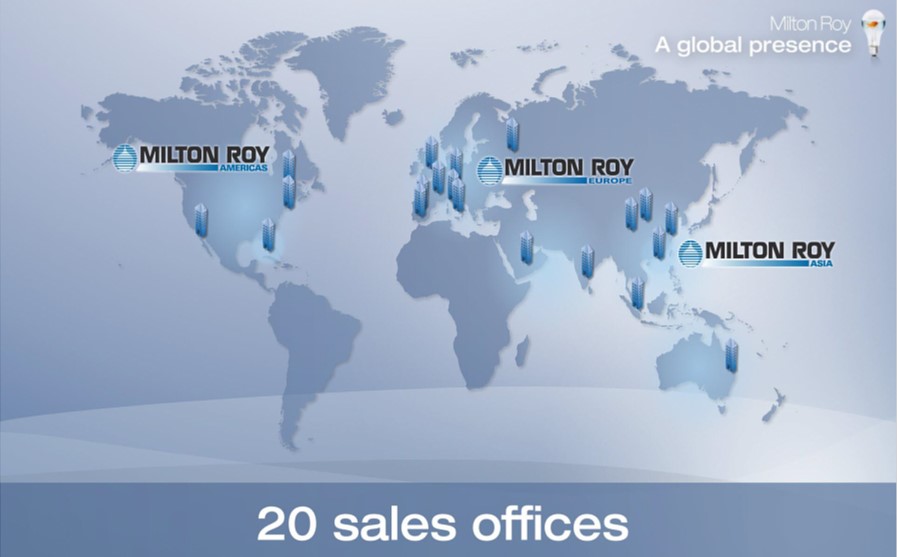 Milton Roy
A global presence
MILTON ROY
AMERICAS
MILTON ROY
EUROPE
MILTON ROY
ASIA
20 sales offices